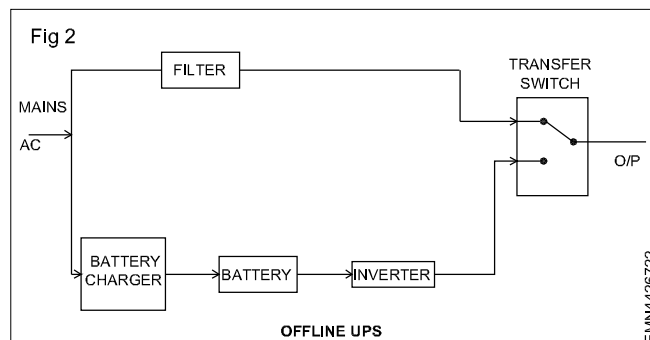 Fig 2
FILTER
TRANSFER
SWITCH
MAINS
AC
O/P
BATTERY
CHARGER
BATTERY
INVERTER
OFFLINE UPS